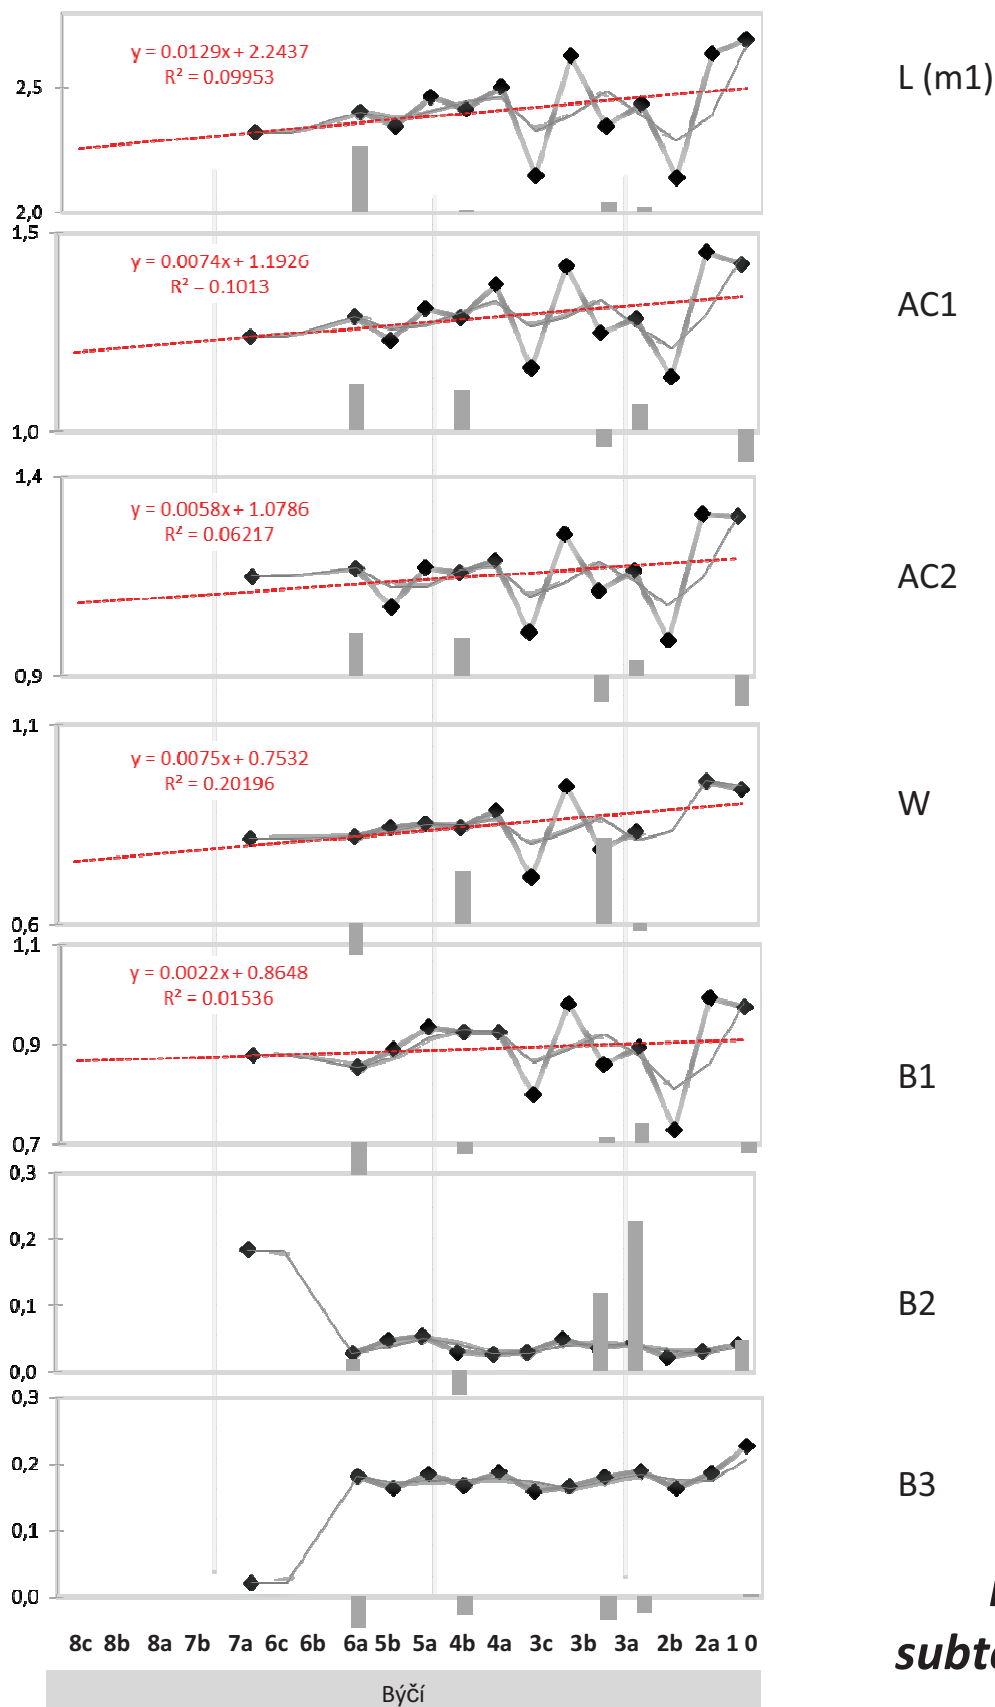 y = 0.0129x + 2.2437
R² = 0.09953
L (m1)
2,5
2,0
1,5
y = 0.0074x + 1.1926
R² = 0.1013
AC1
1,0
1,4
y = 0.0058x + 1.0786
R² = 0.06217
AC2
0,9
1,1
y = 0.0075x + 0.7532
R² = 0.20196
W
0,6
1,1
y = 0.0022x + 0.8648
R² = 0.01536
0,9
B1
0,7
0,3
0,2
B2
0,1
0,0
0,3
0,2
B3
0,1
0,0
8c 8b 8a 7b 7a 6c 6b 6a 5b 5a 4b 4a 3c 3b 3a 2b 2a 1 0
Býčí